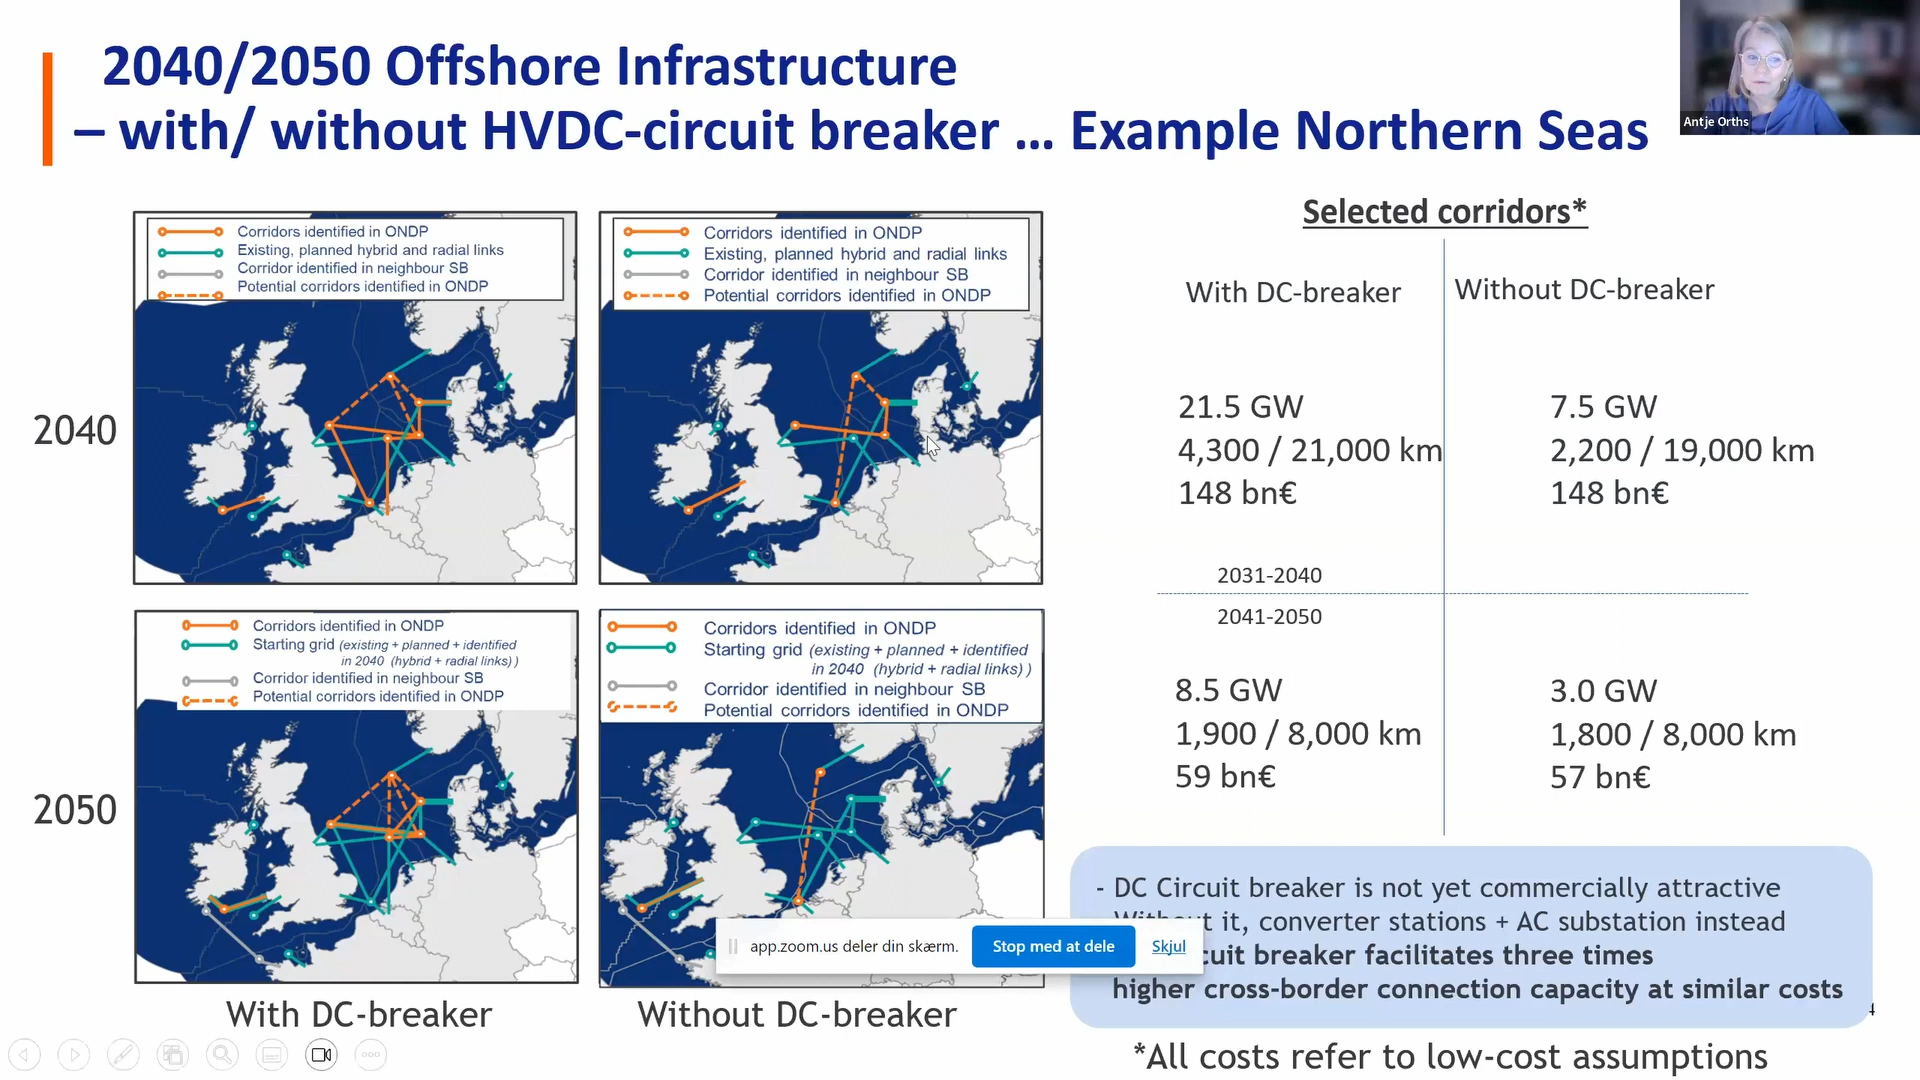 2040/2050 Offshore Infrastructure
– with/ without HVDC-circuit breaker ... Example Northern Seas
Antje Orths
Corridors identified in ONDP
Existing, planned hybrid and radial links
Corridor identified in neighbour SB
Potential corridors identified in ONDP
Corridors identified in ONDP
Existing, planned hybrid and radial links
Corridor identified in neighbour SB
Potential corridors identified in ONDP
2040
Corridors identified in ONDP
Starting grid (existing + planned + identified
in 2040 (hybrid + radial links) )
Corridor identified in neighbour SB
Potential corridors identified in ONDP
Corridors identified in ONDP
Starting grid (existing + planned + identified
in 2040 (hybrid + radial links) )
Corridor identified in neighbour SB
Potential corridors identified in ONDP
2050
With DC-breaker
Without DC-breaker
Selected corridors*
With DC-breaker
Without DC-breaker
21.5 GW
4,300 / 21,000 km
148 bn€
7.5 GW
2,200 / 19,000 km
148 bn€
2031-2040
2041-2050
8.5 GW
1,900 / 8,000 km
59 bn€
3.0 GW
1,800 / 8,000 km
57 bn€
- DC Circuit breaker is not yet commercially attractive
it, converter stations + AC substation instead
breaker facilitates three times
higher cross-border connection capacity at similar costs
app.zoom.us deler din skærm.
Stop med at dele
Skjul
*All costs refer to low-cost assumptions